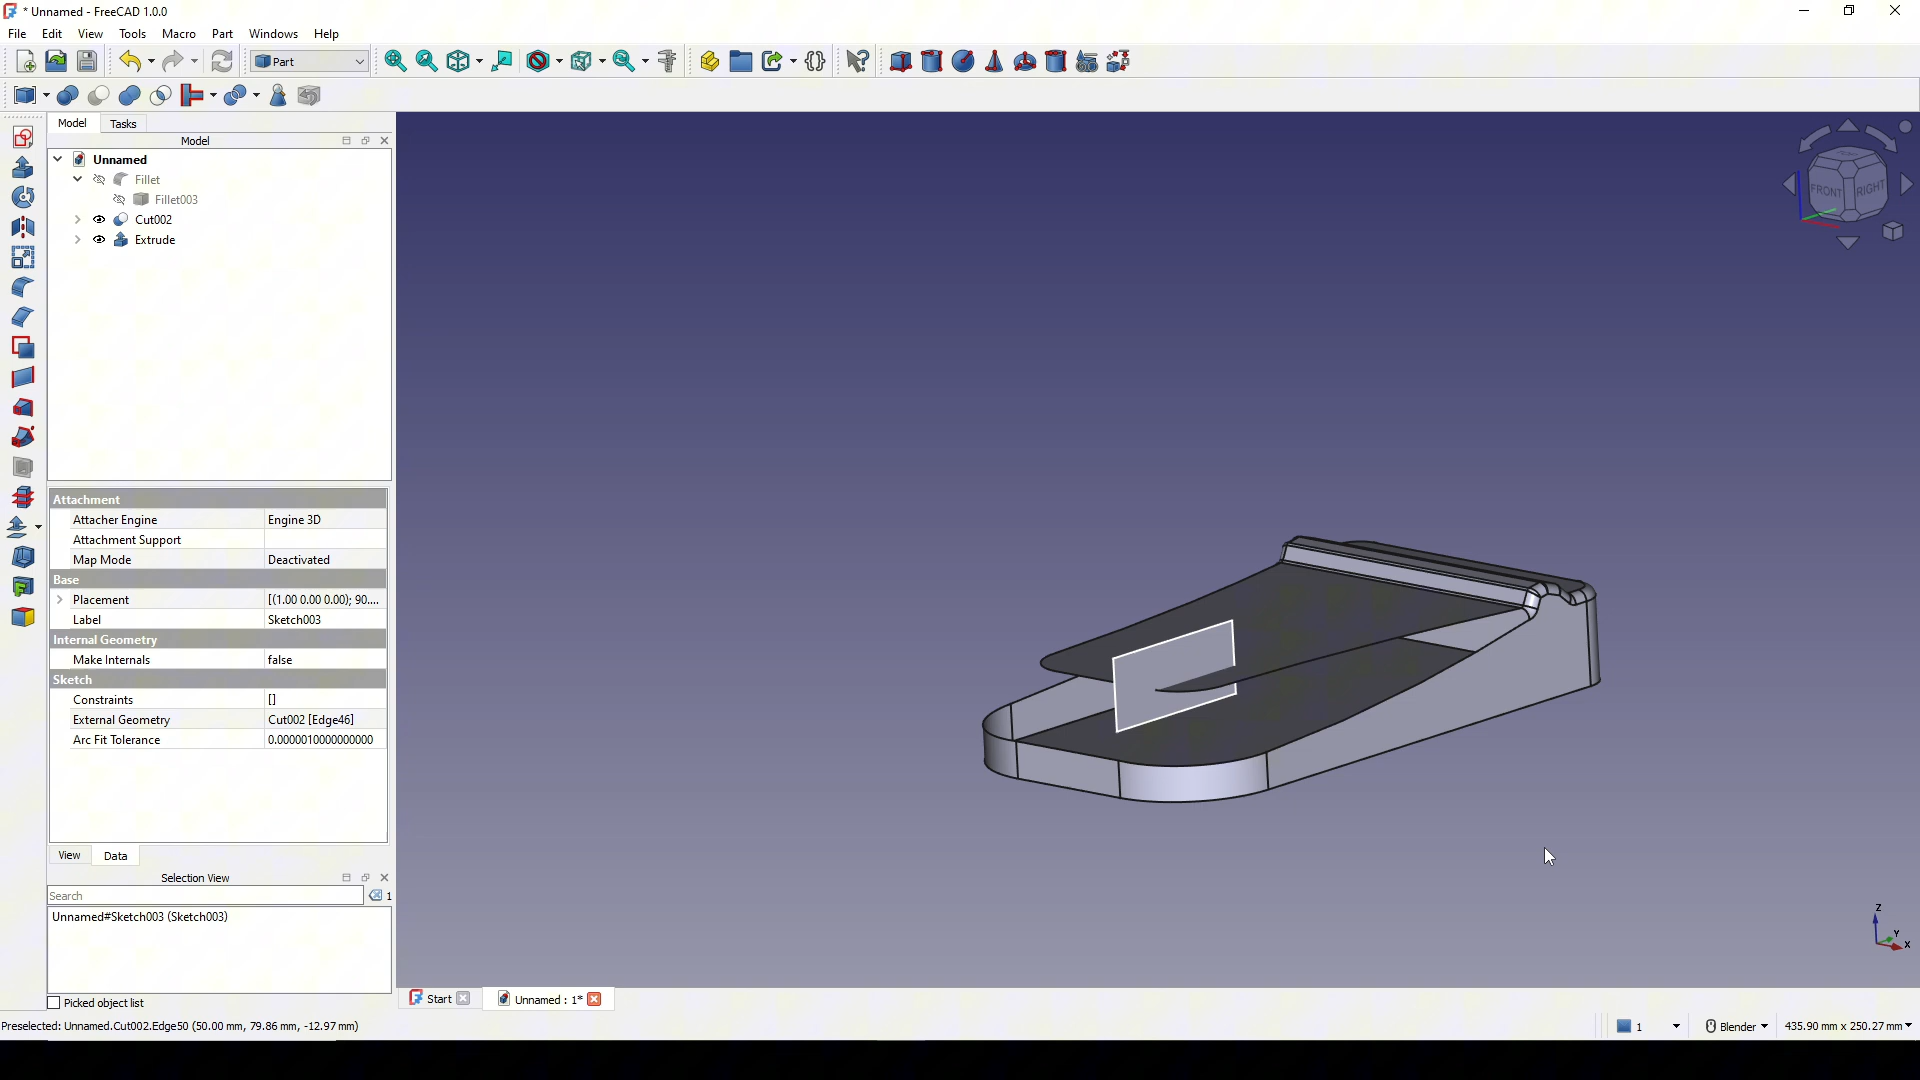 * Unnamed - FreeCAD 1.0.0
File Edit View Tools Macro Part Windows Help
Part
Model Tasks
Model
Unnamed
Fillet
Fillet003
Cut002
Extrude
Attachment
Attacher Engine Engine 3D
Attachment Support
Map Mode Deactivated
Base
Placement [(1.00 0.00 0.00); 90....
Label Sketch003
Internal Geometry
Make Internals false
Sketch
Constraints []
External Geometry Cut002 [Edge46]
Arc Fit Tolerance 0.0000010000000000
View Data
Selection View
Search 1
Unnamed#Sketch003 (Sketch003)
Picked object list
FRONT RIGHT
Z
Y
X
Start Unnamed : 1*
Preselected: Unnamed.Cut002.Edge50 (50.00 mm, 79.86 mm, -12.97 mm) 1 Blender 435.90 mm x 250.27 mm